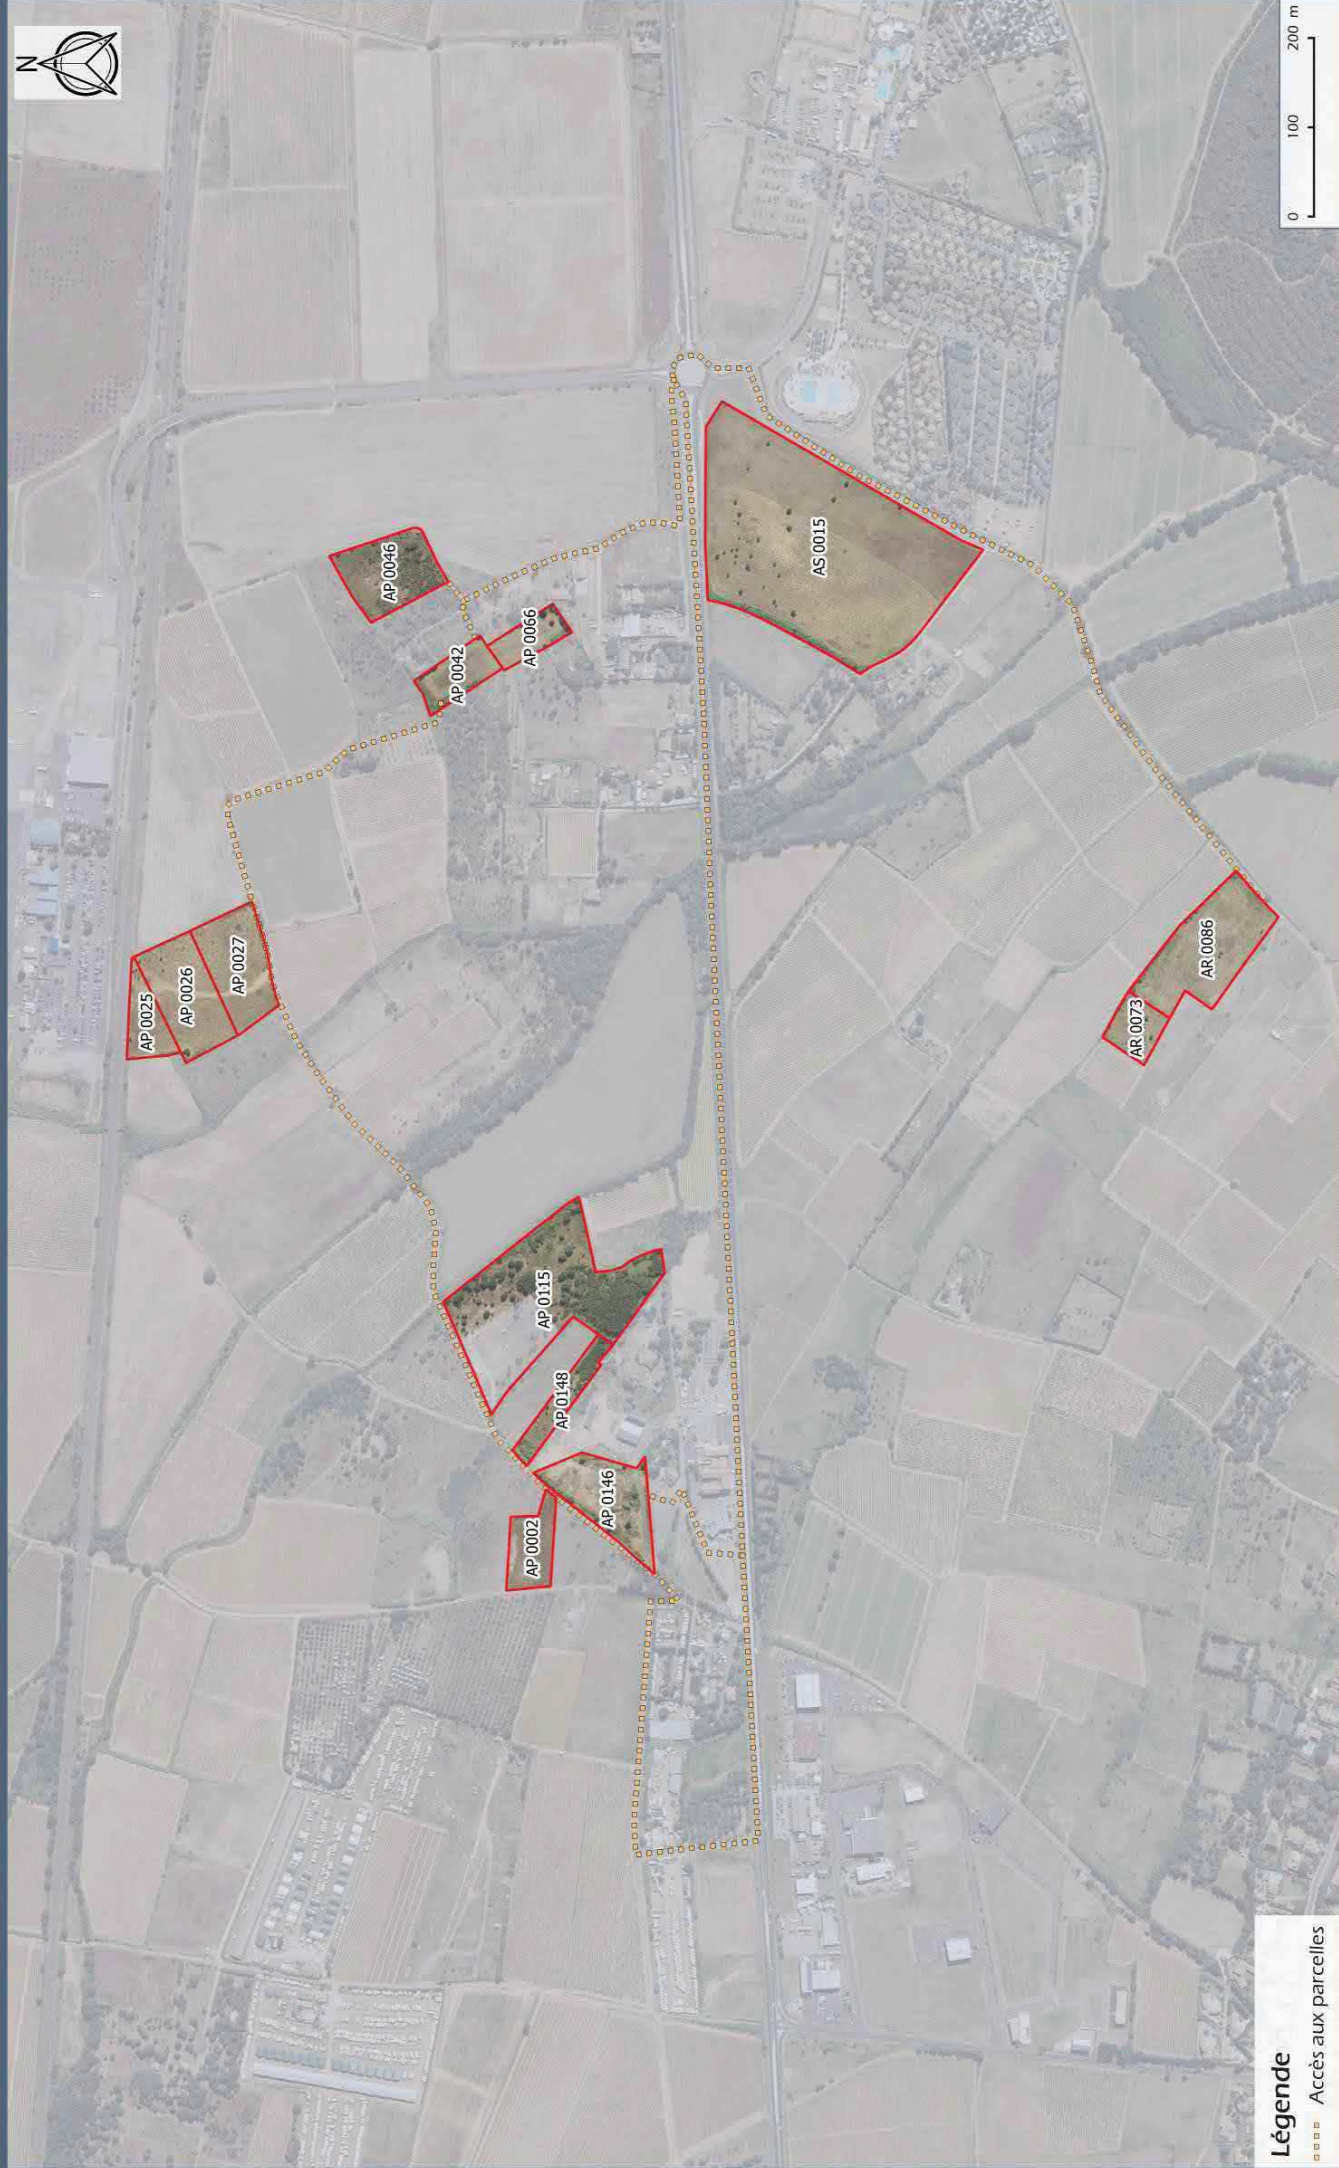 N
AP 0025
AP 0026
AP 0027
AP 0046
AP 0042
AP 0066
AP 0115
AP 0148
AP 0002
AP 0146
AS 0015
AR 0073
AR 0086
Légende
Accès aux parcelles
0 100 200 m